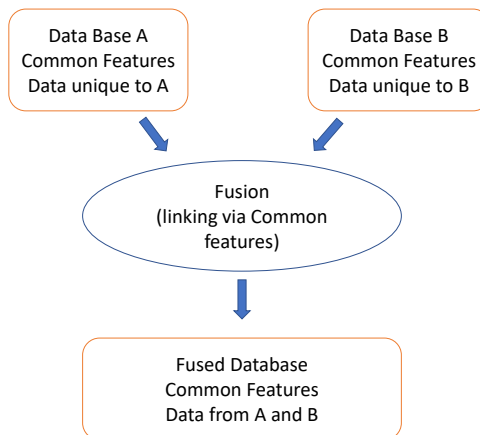 Data Base A
Common Features
Data unique to A
Data Base B
Common Features
Data unique to B
Fusion
(linking via Common
features)
Fused Database
Common Features
Data from A and B